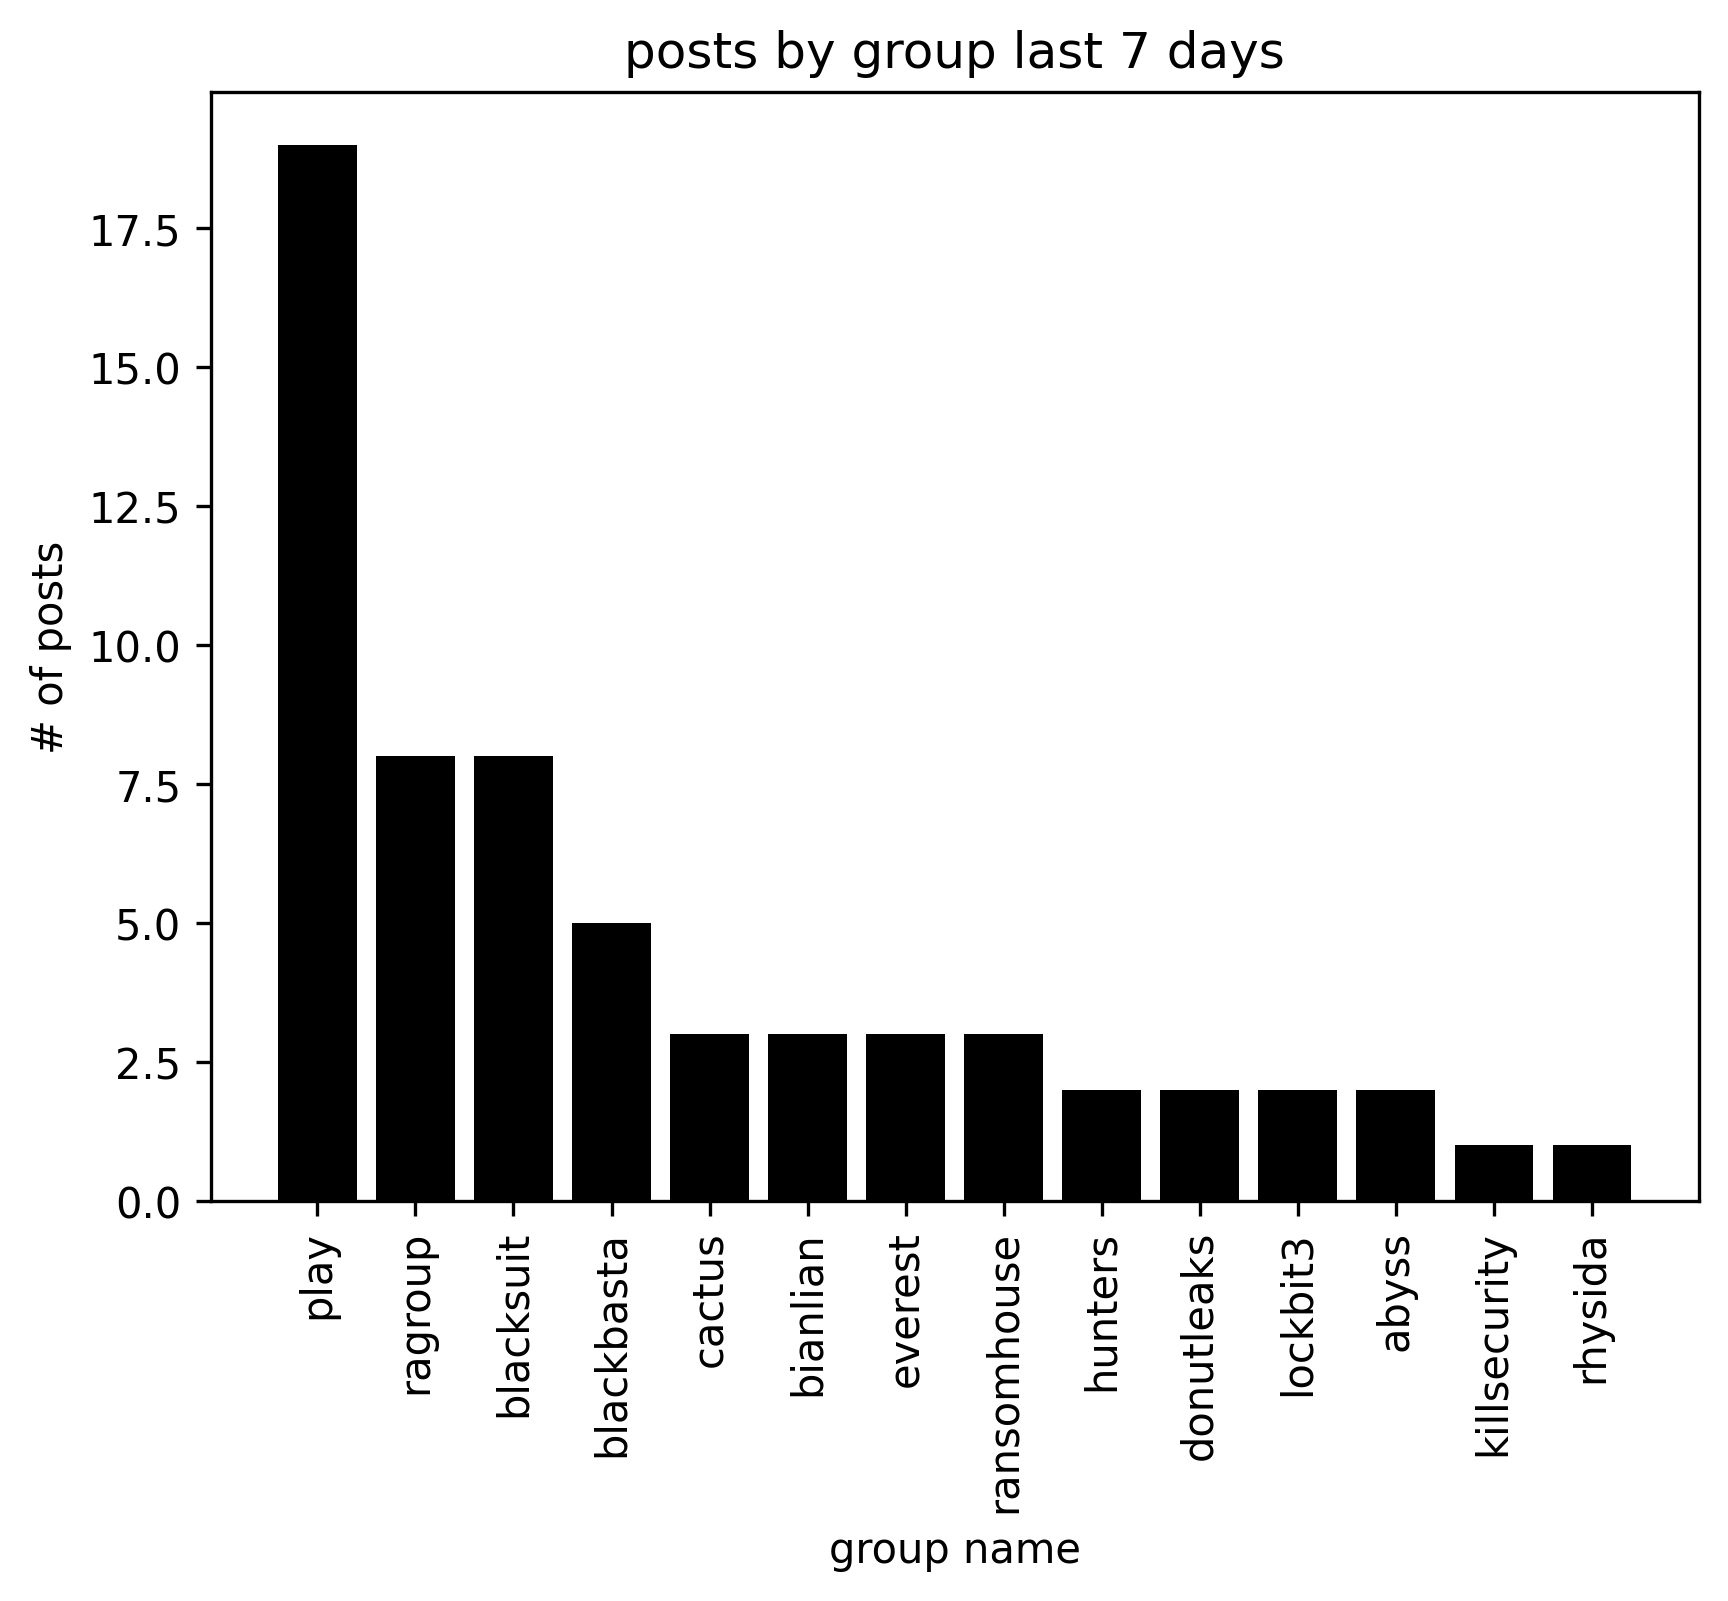 posts by group last 7 days
# of posts
17.5
15.0
12.5
10.0
7.5
5.0
2.5
0.0
play
ragroup
blacksuit
blackbasta
cactus
bianlian
everest
ransomhouse
hunters
donutleaks
lockbit3
abyss
killsecurity
rhysida
group name